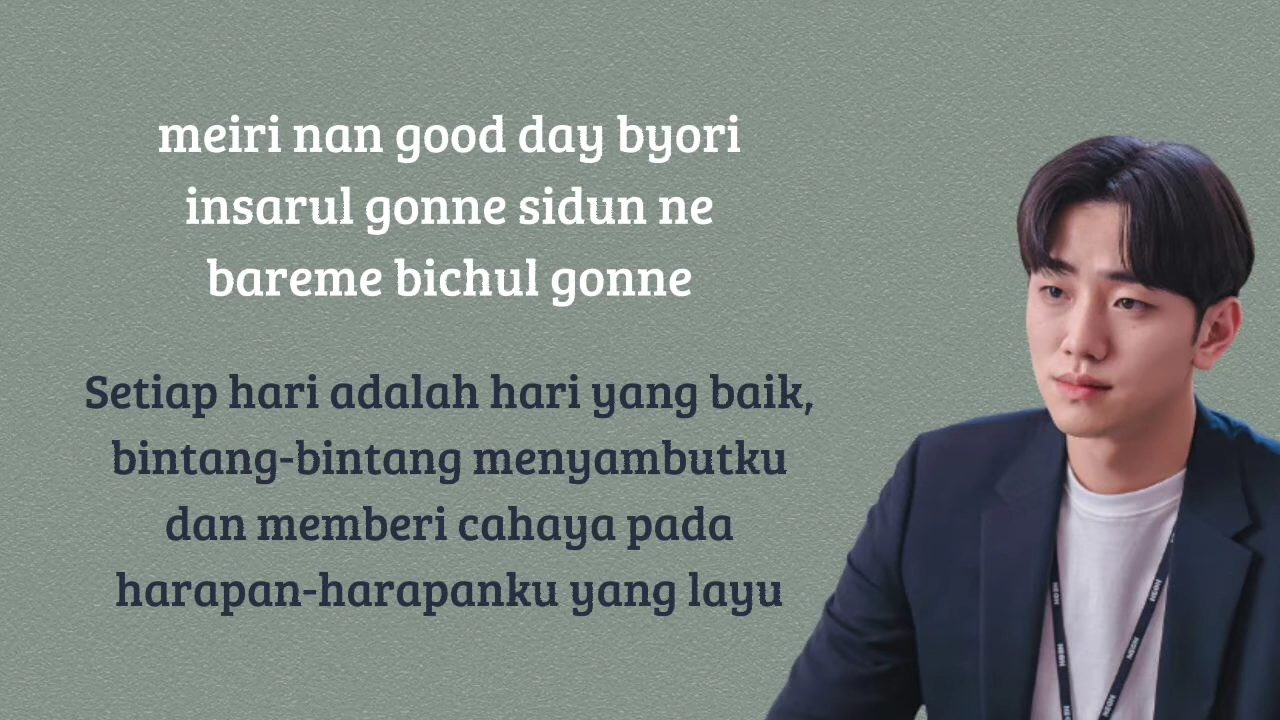 meiri nan good day byori
insarul gonne sidun ne
bareme bichul gonne
Setiap hari adalah hari yang baik,
bintang-bintang menyambutku
dan memberi cahaya pada
harapan-harapanku yang layu